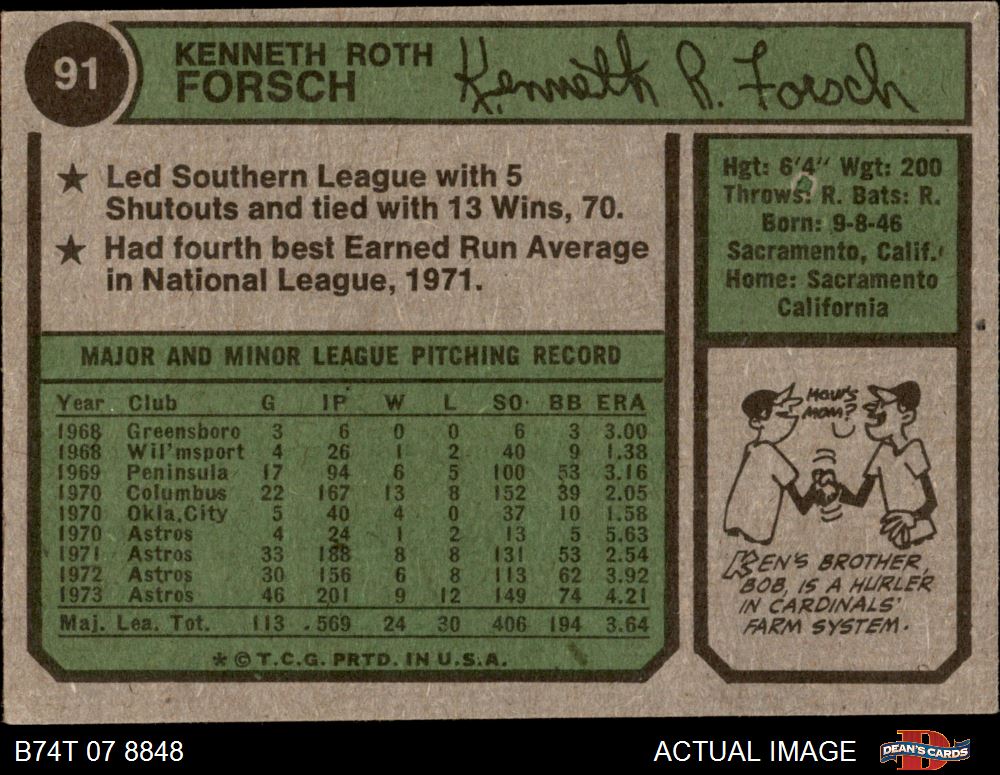 91
KENNETH ROTH
FORSCH
Kenneth R. Forsch
★ Led Southern League with 5
Shutouts and tied with 13 Wins, 70.
★ Had fourth best Earned Run Average
in National League, 1971.
Hgt: 6'4" Wgt: 200
Throws: R. Bats: R.
Born: 9-8-46
Sacramento, Calif.
Home: Sacramento
California
MAJOR AND MINOR LEAGUE PITCHING RECORD
Year Club G IP W L SO BB ERA
1968 Greensboro 3 6 0 0 6 3 3.00
1968 Wil'msport 4 26 1 2 40 9 1.38
1969 Peninsula 17 94 6 5 100 53 3.16
1970 Columbus 22 167 13 8 152 39 2.05
1970 Okla.City 5 40 4 0 37 10 1.58
1970 Astros 4 24 1 2 13 5 5.63
1971 Astros 33 188 8 8 131 53 2.54
1972 Astros 30 156 6 8 113 62 3.92
1973 Astros 46 201 9 12 149 74 4.21
Maj. Lea. Tot. 113 569 24 30 406 194 3.64
* © T.C.G. PRTD. IN U.S.A.
HOW'S
MOM?
KEN'S BROTHER,
BOB, IS A HURLER
IN CARDINALS'
FARM SYSTEM.
B74T 07 8848
ACTUAL IMAGE
DEAN'S CARDS